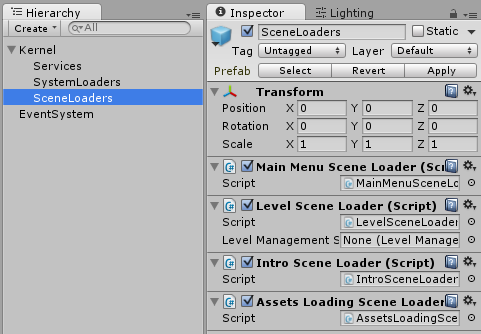 Hierarchy
Create
All
Kernel
Services
SystemLoaders
SceneLoaders
EventSystem
Inspector Lighting
SceneLoaders Static
Tag Untagged Layer Default
Prefab Select Revert Apply
Transform
Position X 0 Y 0 Z 0
Rotation X 0 Y 0 Z 0
Scale X 1 Y 1 Z 1
Main Menu Scene Loader (Scri
Script MainMenuSceneLo
Level Scene Loader (Script)
Script LevelSceneLoader
Level Management S None (Level Manage
Intro Scene Loader (Script)
Script IntroSceneLoader
Assets Loading Scene Loader
Script AssetsLoadingSce